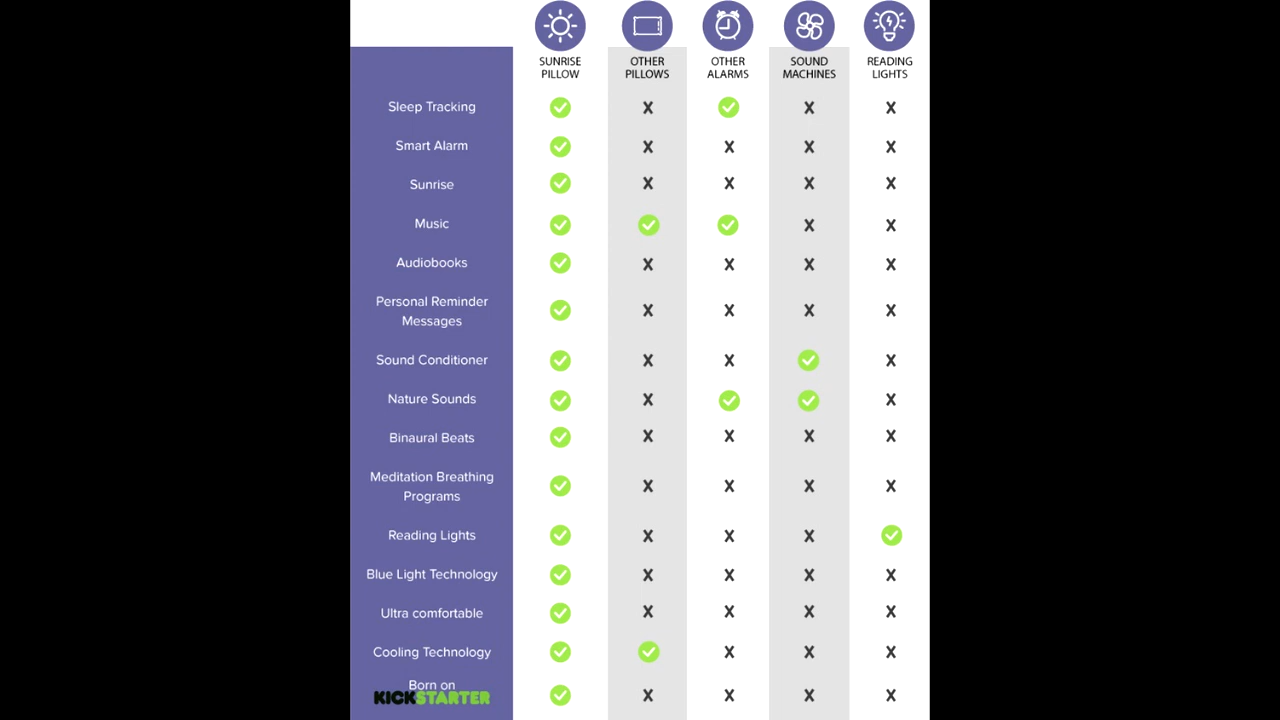 SUNRISE
PILLOW
OTHER
PILLOWS
OTHER
ALARMS
SOUND
MACHINES
READING
LIGHTS
Sleep Tracking
Smart Alarm
Sunrise
Music
Audiobooks
Personal Reminder
Messages
Sound Conditioner
Nature Sounds
Binaural Beats
Meditation Breathing
Programs
Reading Lights
Blue Light Technology
Ultra comfortable
Cooling Technology
Born on
KICKSTARTER